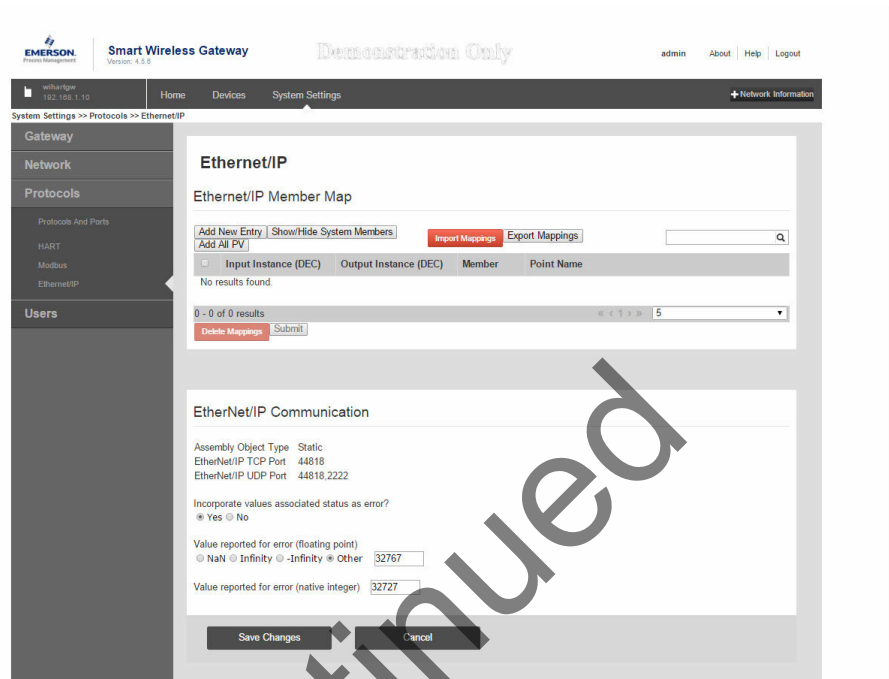 EMERSON.
Process Management
Smart Wireless Gateway
Version: 4.5.6
Demonstration Only
admin About Help Logout
wihartgw
192.168.1.10
Home Devices System Settings
Network Information
System Settings >> Protocols >> Ethernet/IP
Gateway
Network
Protocols
Protocols And Ports
HART
Modbus
Ethernet/IP
Users
Ethernet/IP
Ethernet/IP Member Map
Add New Entry Show/Hide System Members
Add All PV
Import Mappings Export Mappings
Input Instance (DEC) Output Instance (DEC) Member Point Name
No results found.
0 - 0 of 0 results
« ‹ 1 › » 5
Delete Mappings Submit
EtherNet/IP Communication
Assembly Object Type Static
EtherNet/IP TCP Port 44818
EtherNet/IP UDP Port 44818,2222
Incorporate values associated status as error?
Yes No
Value reported for error (floating point)
NaN Infinity -Infinity Other 32767
Value reported for error (native integer) 32727
Save Changes Cancel
tinued